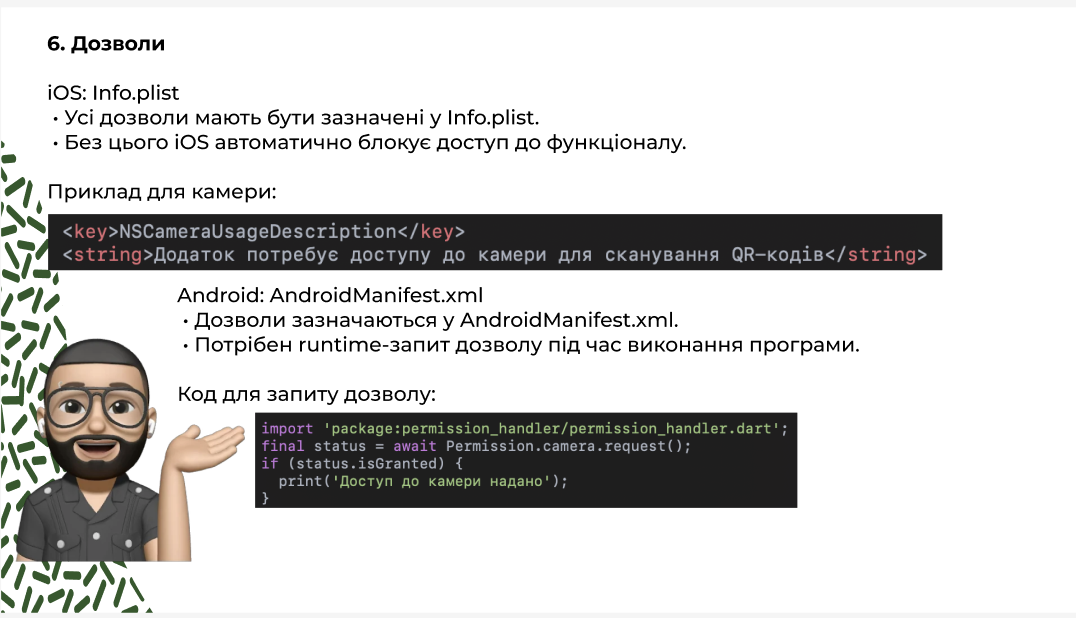 6. Дозволи
iOS: Info.plist
• Усі дозволи мають бути зазначені у Info.plist.
• Без цього iOS автоматично блокує доступ до функціоналу.
Приклад для камери:
<key>NSCameraUsageDescription</key>
<string>Додаток потребує доступу до камери для сканування QR-кодів</string>
Android: AndroidManifest.xml
• Дозволи зазначаються у AndroidManifest.xml.
• Потрібен runtime-запит дозволу під час виконання програми.
Код для запиту дозволу:
import 'package:permission_handler/permission_handler.dart';
final status = await Permission.camera.request();
if (status.isGranted) {
  print('Доступ до камери надано');
}